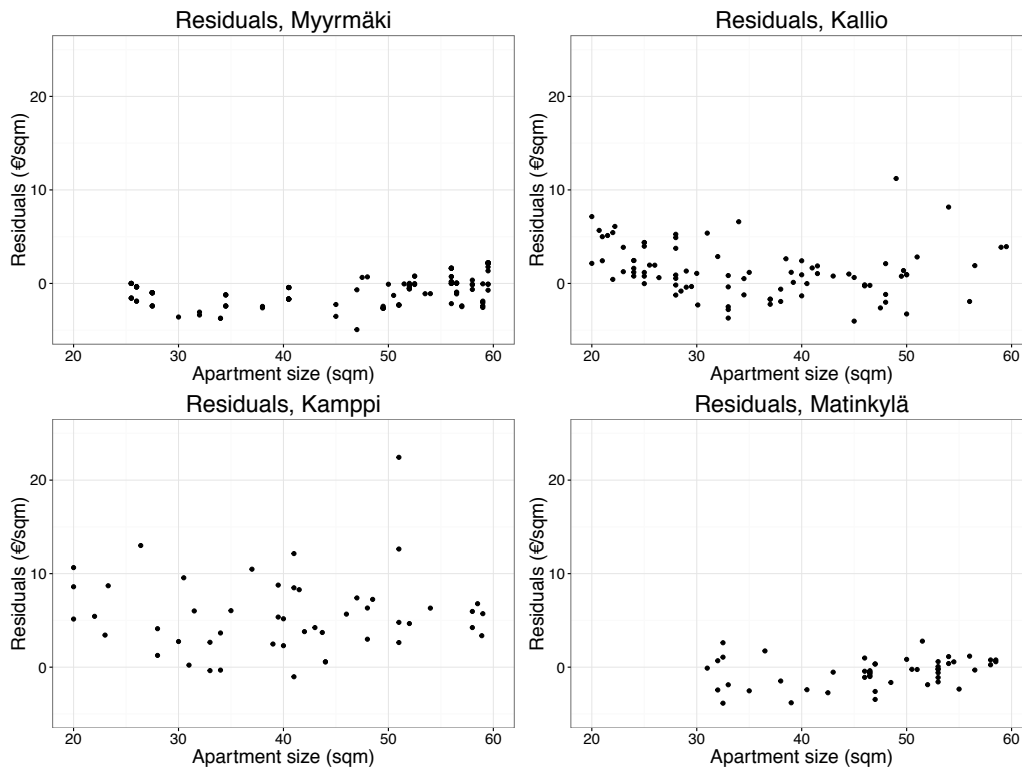 Residuals, Myyrmäki
Residuals (€/sqm)
20
10
0
20 30 40 50 60
Apartment size (sqm)
Residuals, Kallio
Residuals (€/sqm)
20
10
0
20 30 40 50 60
Apartment size (sqm)
Residuals, Kamppi
Residuals (€/sqm)
20
10
0
20 30 40 50 60
Apartment size (sqm)
Residuals, Matinkylä
Residuals (€/sqm)
20
10
0
20 30 40 50 60
Apartment size (sqm)